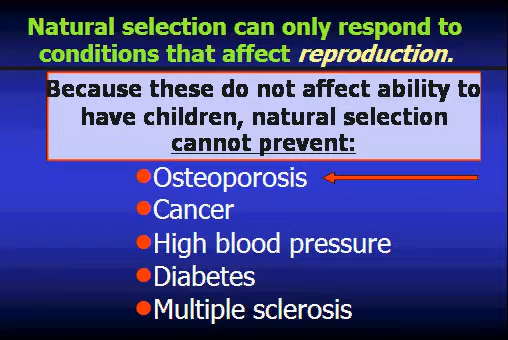 Natural selection can only respond to
conditions that affect reproduction.
Because these do not affect ability to
have children, natural selection
cannot prevent:
Osteoporosis
Cancer
High blood pressure
Diabetes
Multiple sclerosis